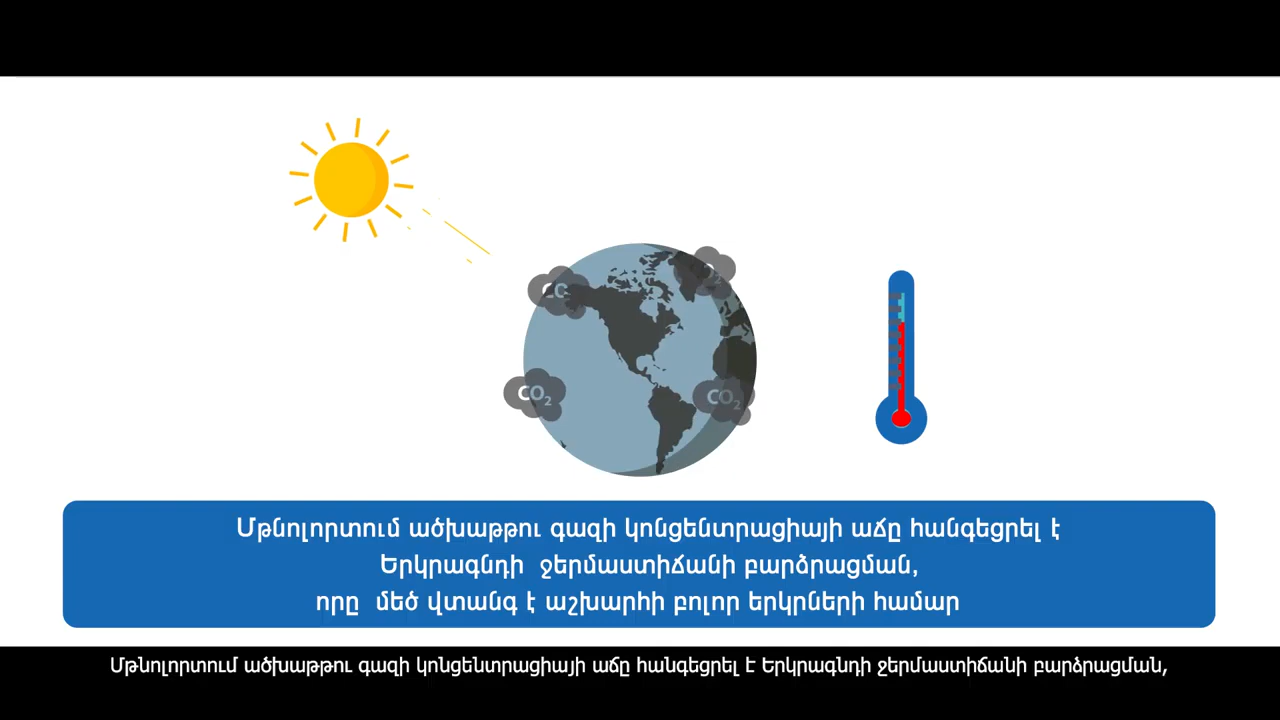 CO₂
CO₂
CO₂
Մթնոլորտում ածխաթթու գազի կոնցենտրացիայի աճը հանգեցրել է
Երկրագնդի ջերմաստիճանի բարձրացման,
որը մեծ վտանգ է աշխարհի բոլոր երկրների համար
Մթնոլորտում ածխաթթու գազի կոնցենտրացիայի աճը հանգեցրել է Երկրագնդի ջերմաստիճանի բարձրացման,